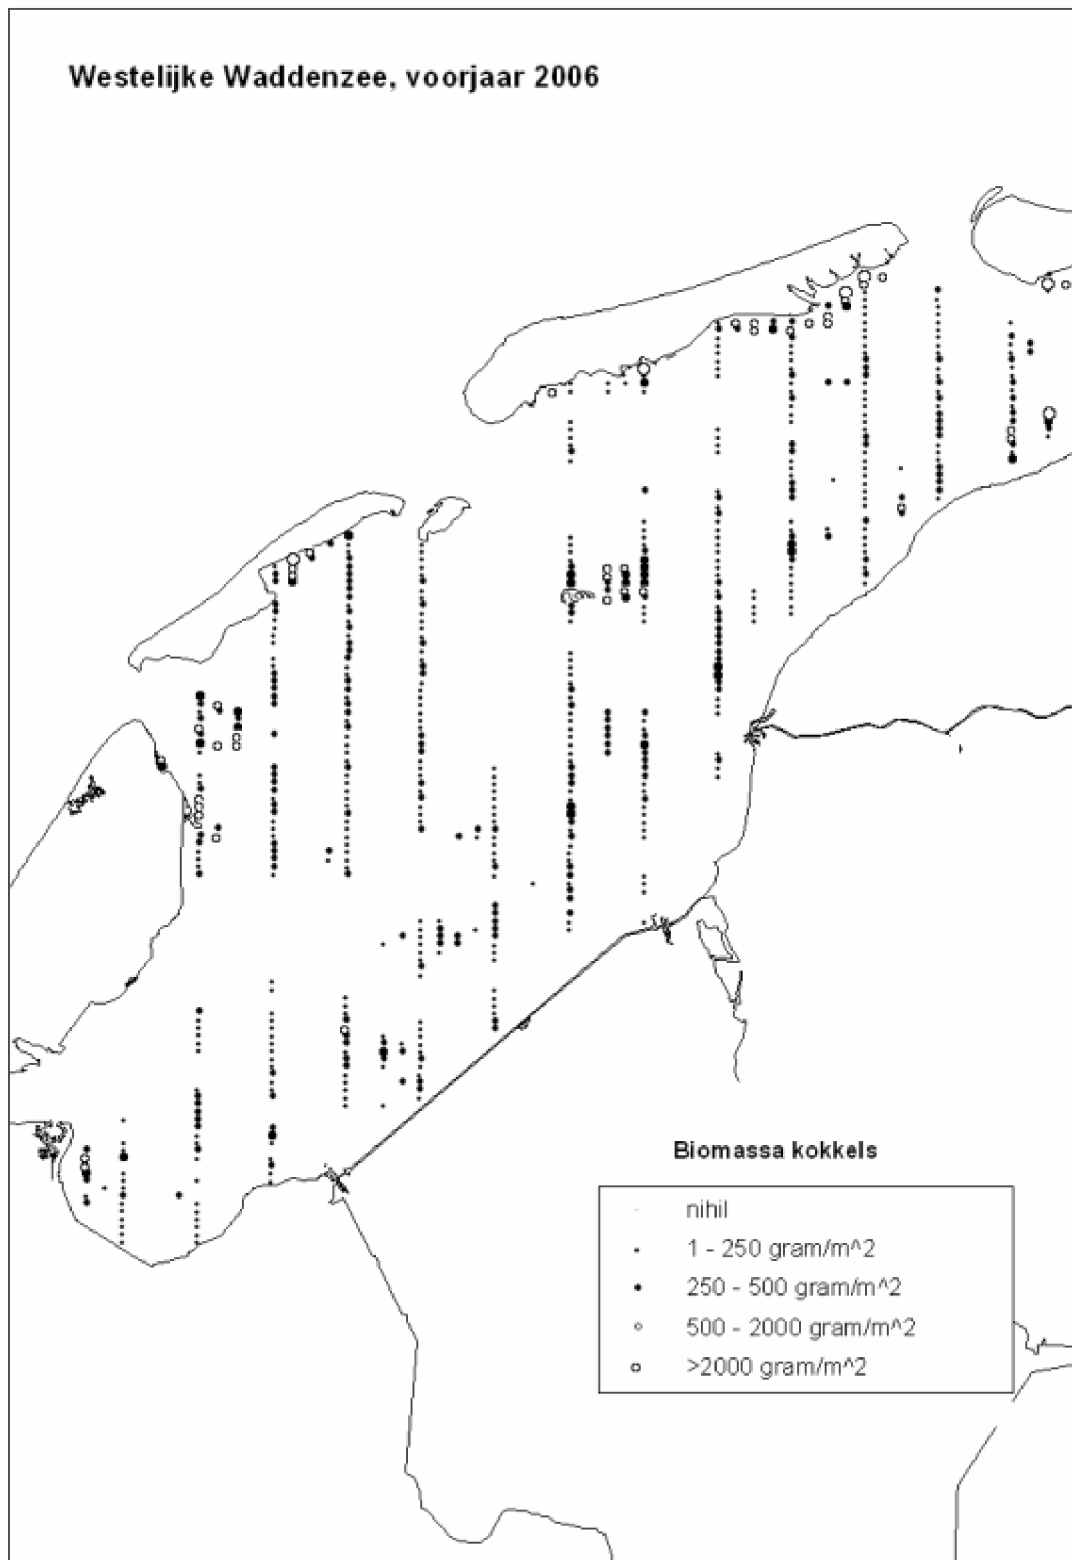 Westelijke Waddenzee, voorjaar 2006
Biomassa kokkels
nihil
1 - 250 gram/m^2
250 - 500 gram/m^2
500 - 2000 gram/m^2
>2000 gram/m^2